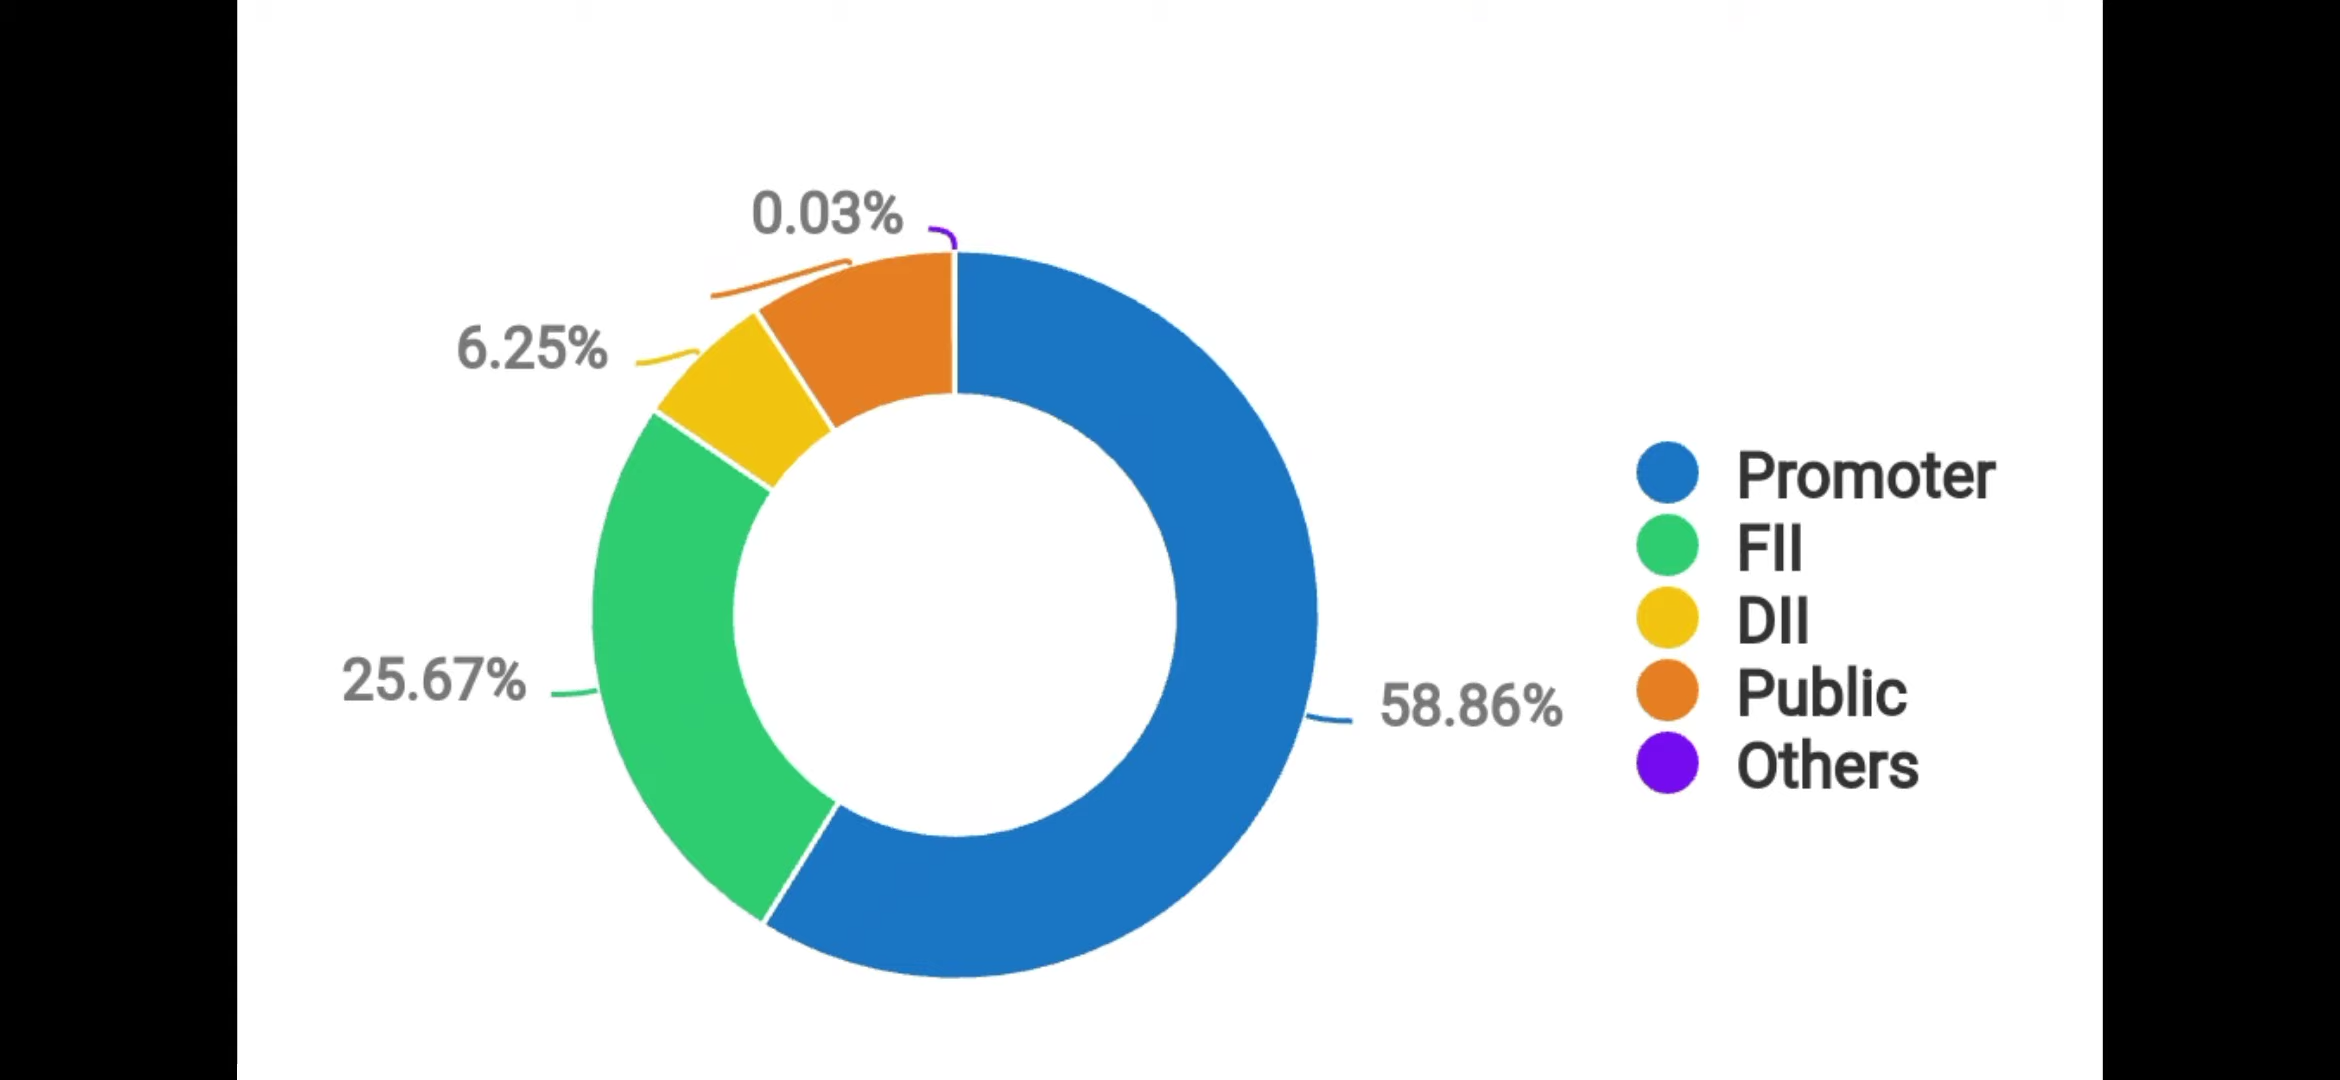 0.03%
6.25%
25.67%
58.86%
Promoter
FII
DII
Public
Others